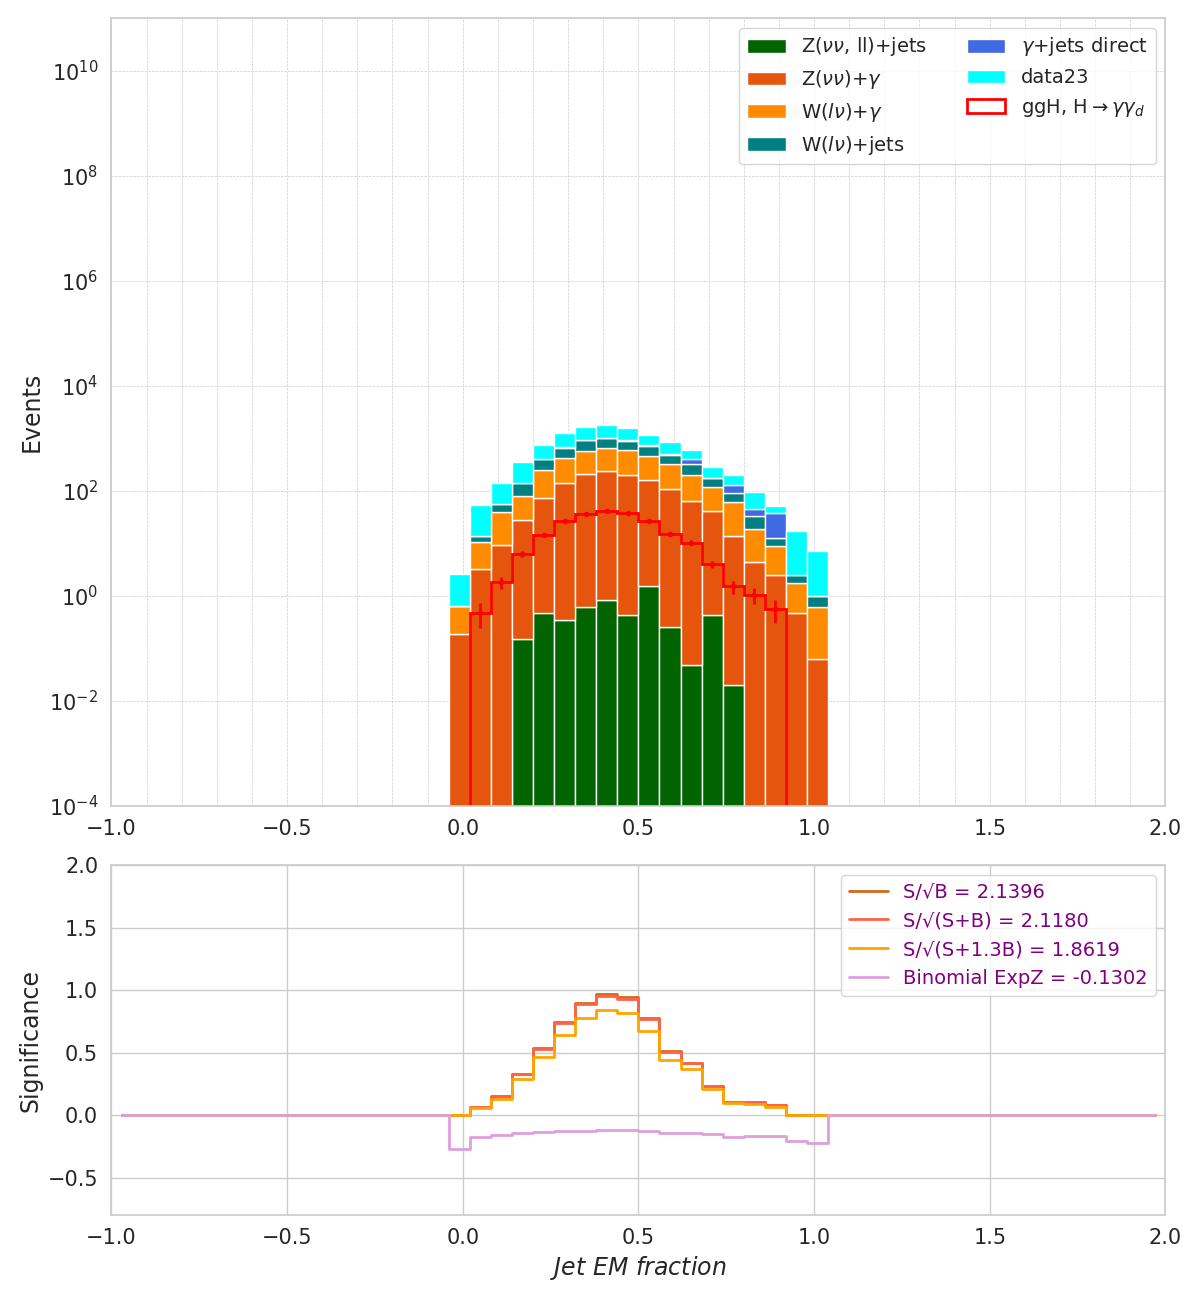 Z(νν, ll)+jets
Z(νν)+γ
W(lν)+γ
W(lν)+jets
γ+jets direct
data23
ggH, H → γγ_d
10^10
10^8
10^6
10^4
10^2
10^0
10^−2
10^−4
Events
−1.0 −0.5 0.0 0.5 1.0 1.5 2.0
S/√B = 2.1396
S/√(S+B) = 2.1180
S/√(S+1.3B) = 1.8619
Binomial ExpZ = -0.1302
2.0
1.5
1.0
0.5
0.0
−0.5
Significance
−1.0 −0.5 0.0 0.5 1.0 1.5 2.0
Jet EM fraction